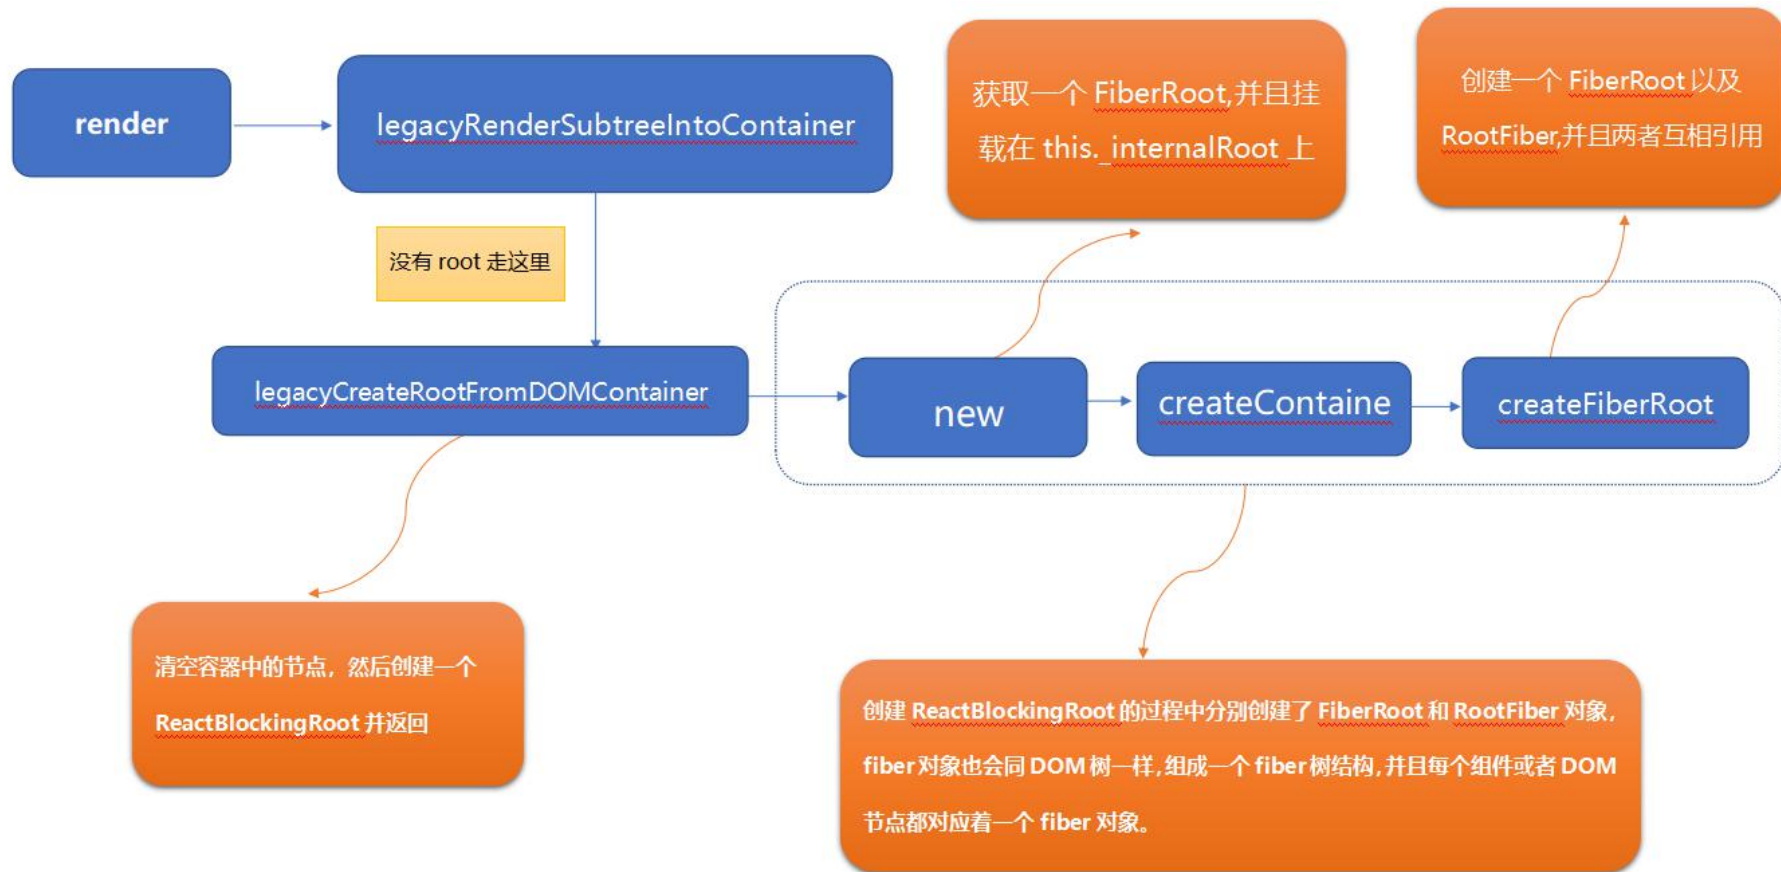 render
legacyRenderSubtreeIntoContainer
获取一个 FiberRoot,并且挂
载在 this._internalRoot 上
创建一个 FiberRoot 以及
RootFiber,并且两者互相引用
没有 root 走这里
legacyCreateRootFromDOMContainer
new
createContaine
createFiberRoot
清空容器中的节点，然后创建一个
ReactBlockingRoot 并返回
创建 ReactBlockingRoot 的过程中分别创建了 FiberRoot 和 RootFiber 对象，
fiber 对象也会同 DOM 树一样,组成一个 fiber 树结构,并且每个组件或者 DOM
节点都对应着一个 fiber 对象。